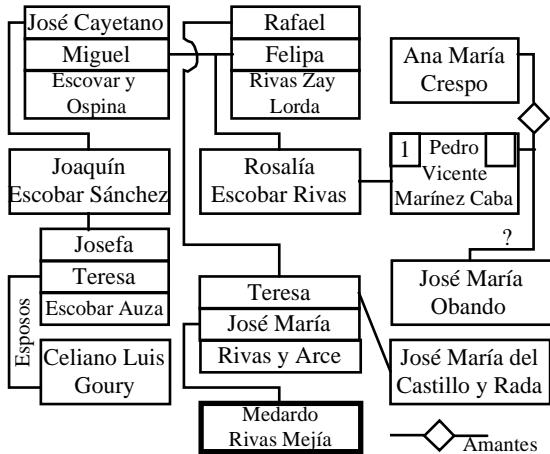 José Cayetano
Miguel
Escovar y
Ospina
Rafael
Felipa
Rivas Zay
Lorda
Ana María
Crespo
Joaquín
Escobar Sánchez
Rosalía
Escobar Rivas
1 Pedro
Vicente
Marínez Caba
?
Josefa
Teresa
Escobar Auza
Esposos
Celiano Luis
Goury
Teresa
José María
Rivas y Arce
José María
Obando
José María del
Castillo y Rada
Medardo
Rivas Mejía
Amantes